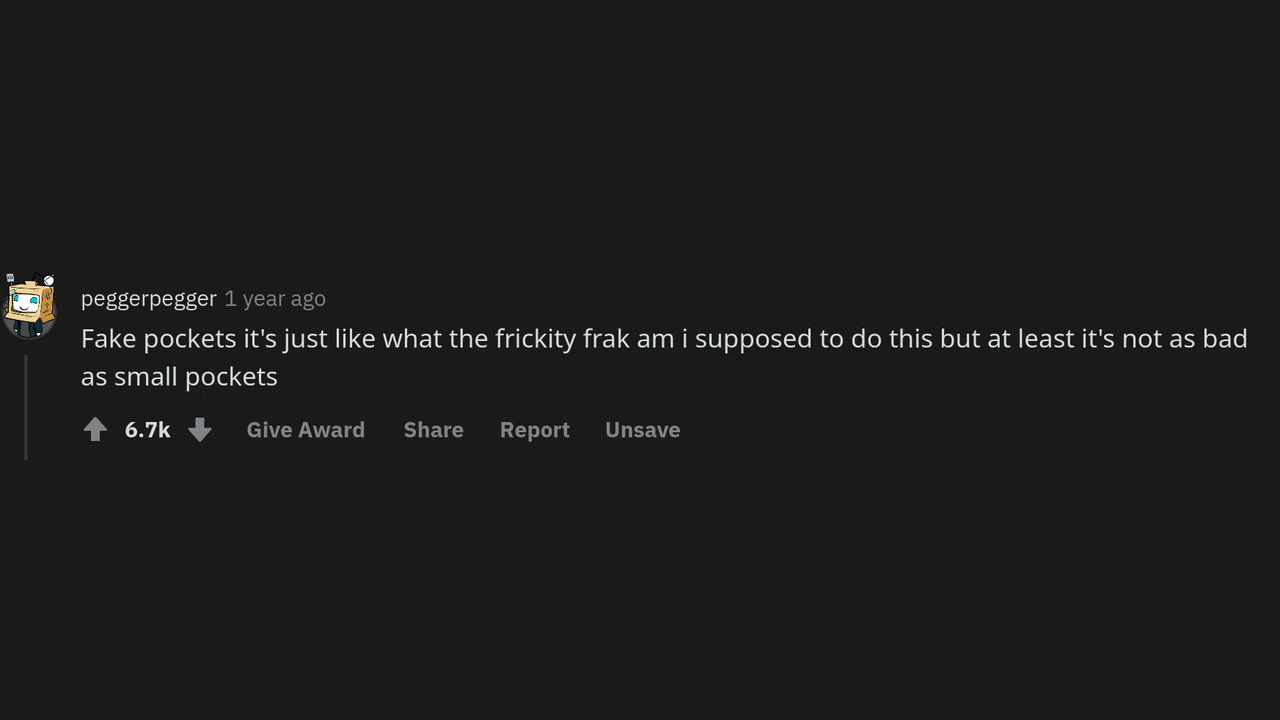 peggerpegger 1 year ago
Fake pockets it's just like what the frickity frak am i supposed to do this but at least it's not as bad
as small pockets
6.7k Give Award Share Report Unsave